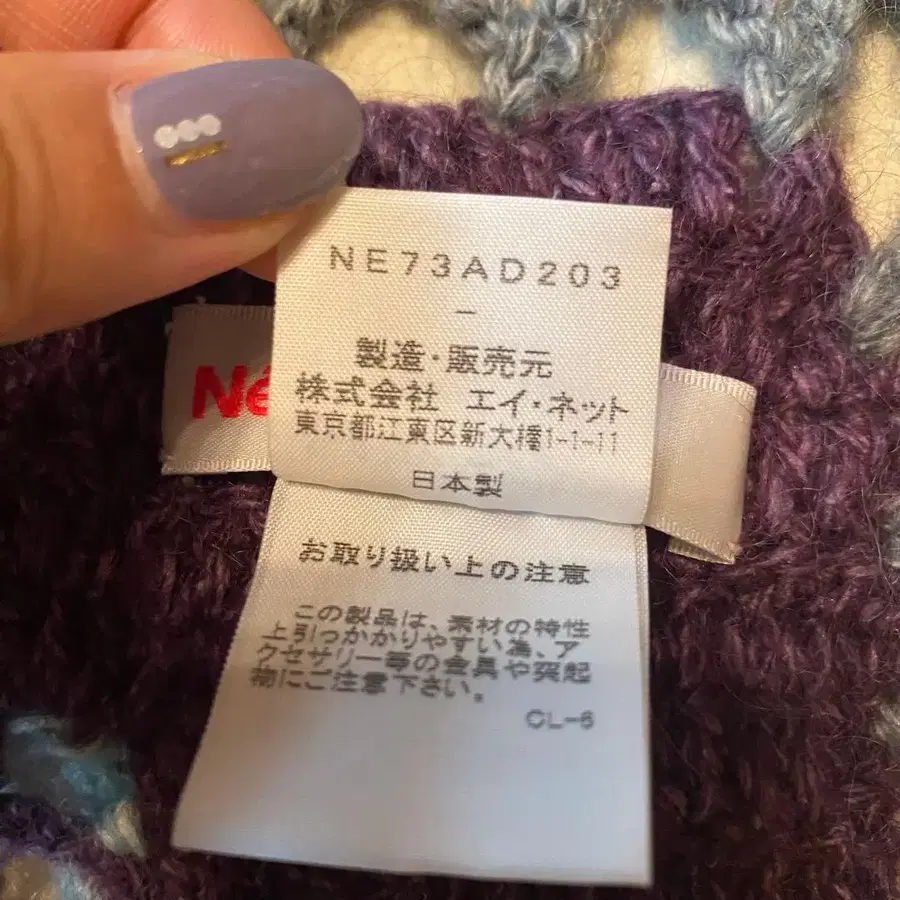 NE73AD203
-
製造・販売元
株式会社 エイ・ネット
東京都江東区新大橋1-1-11
日本製
Né
お取り扱い上の注意
この製品は、素材の特性
上引っかかりやすい為、ア
クセサリー等の金具や突起
物にご注意下さい。
CL-6